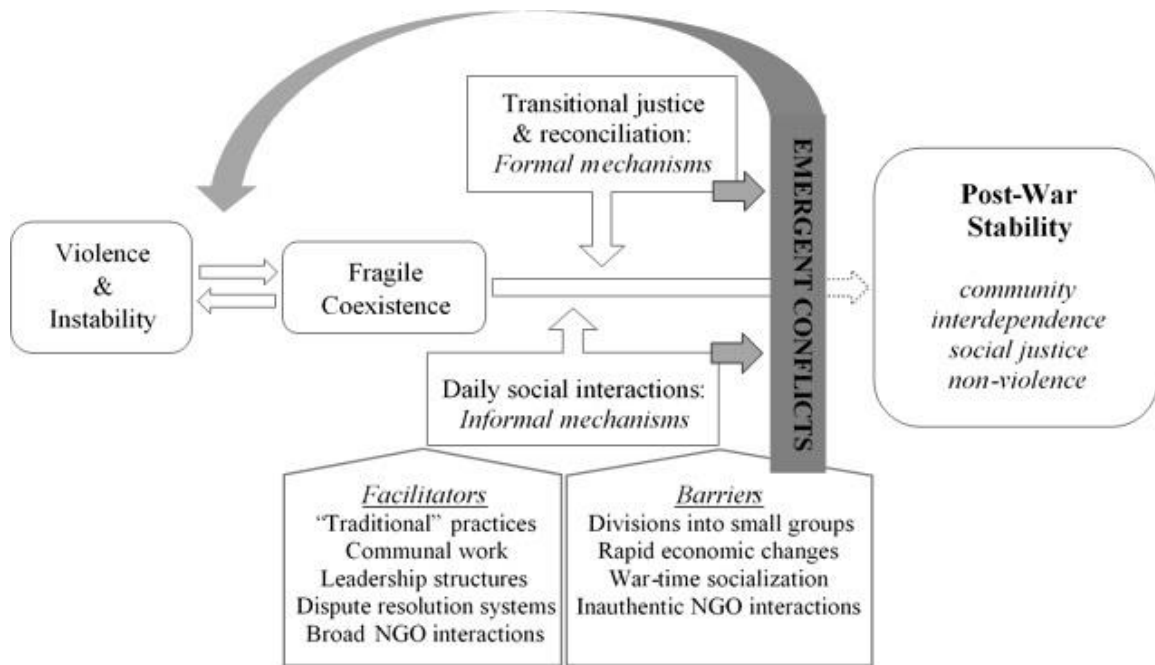 Transitional justice
& reconciliation:
Formal mechanisms
EMERGENT CONFLICTS
Post-War
Stability
community
interdependence
social justice
non-violence
Violence
&
Instability
Fragile
Coexistence
Daily social interactions:
Informal mechanisms
Facilitators
“Traditional” practices
Communal work
Leadership structures
Dispute resolution systems
Broad NGO interactions
Barriers
Divisions into small groups
Rapid economic changes
War-time socialization
Inauthentic NGO interactions